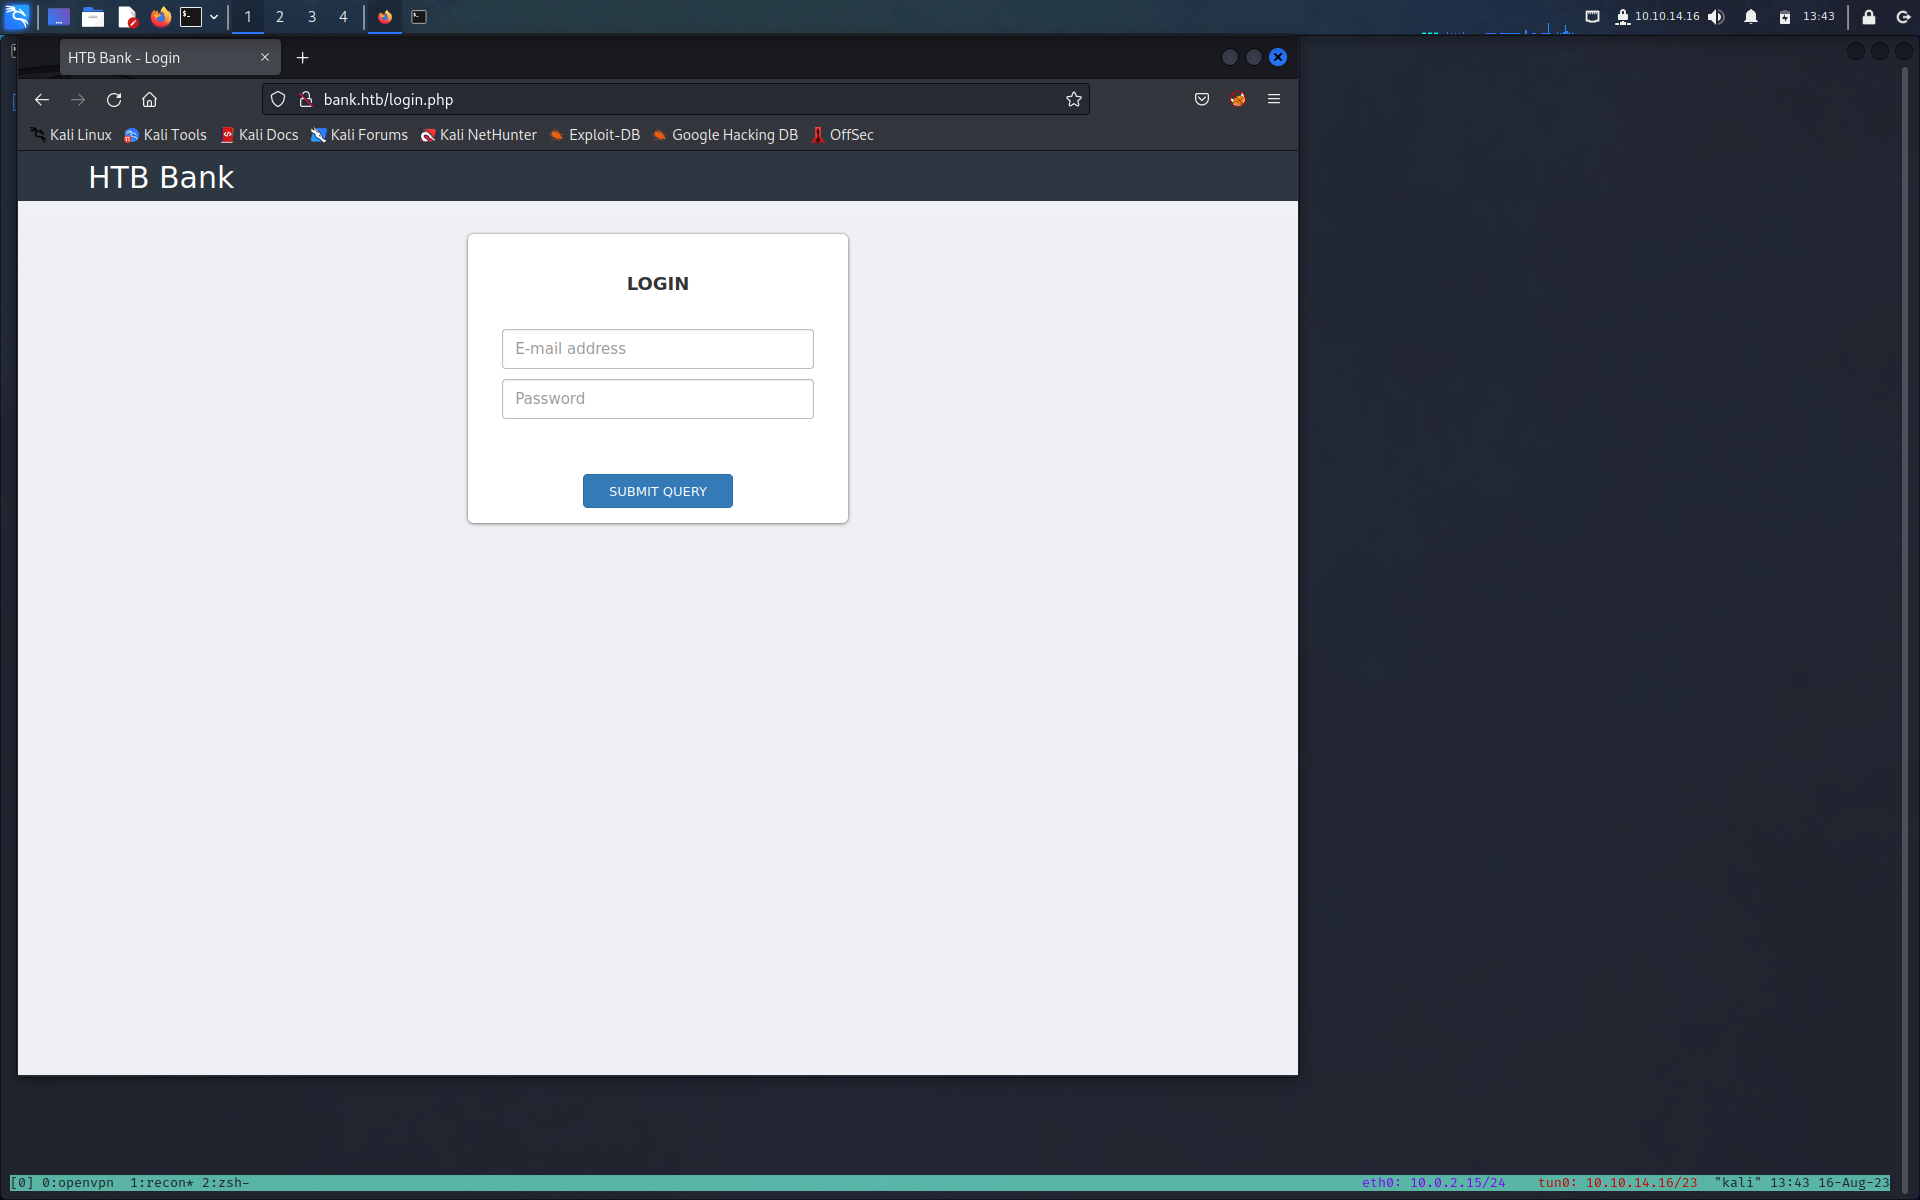 1 2 3 4 10.10.14.16 13:43
HTB Bank - Login
bank.htb/login.php
Kali Linux Kali Tools Kali Docs Kali Forums Kali NetHunter Exploit-DB Google Hacking DB OffSec
HTB Bank
LOGIN
E-mail address
Password
SUBMIT QUERY
[0] 0:openvpn 1:recon* 2:zsh- eth0: 10.0.2.15/24 tun0: 10.10.14.16/23 "kali" 13:43 16-Aug-23